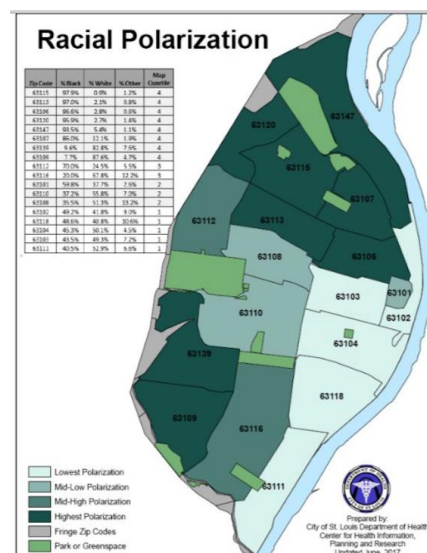 Racial Polarization
Zip Code % Black % White % Other Map Quartile
63115 97.9% 0.9% 1.2% 4
63113 97.0% 2.1% 0.8% 4
63106 96.6% 2.8% 0.6% 4
63120 95.9% 2.7% 1.4% 4
63147 93.5% 5.4% 1.1% 4
63107 86.0% 12.1% 1.9% 4
63139 9.6% 82.8% 7.6% 4
63109 7.7% 87.6% 4.7% 4
63112 70.0% 24.5% 5.5% 3
63116 20.0% 67.8% 12.2% 3
63101 59.8% 37.7% 2.6% 2
63110 37.2% 55.8% 7.0% 2
63108 35.5% 51.3% 13.2% 2
63102 49.2% 41.8% 9.0% 1
63118 48.6% 40.8% 10.6% 1
63104 45.3% 50.1% 4.5% 1
63103 43.5% 49.3% 7.2% 1
63111 40.5% 52.9% 6.6% 1
63147
63120
63115
63107
63113
63112
63106
63108
63103
63101
63102
63110
63104
63139
63118
63109
63116
63111
Lowest Polarization
Mid-Low Polarization
Mid-High Polarization
Highest Polarization
Fringe Zip Codes
Park or Greenspace
Prepared by:
City of St. Louis Department of Health
Center for Health Information,
Planning and Research
Updated June, 2017